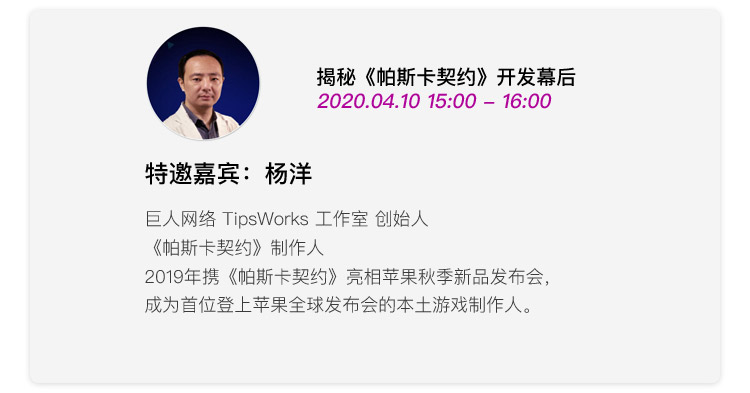 揭秘《帕斯卡契约》开发幕后
2020.04.10 15:00 – 16:00
特邀嘉宾：杨洋
巨人网络 TipsWorks 工作室 创始人
《帕斯卡契约》制作人
2019年携《帕斯卡契约》亮相苹果秋季新品发布会，
成为首位登上苹果全球发布会的本土游戏制作人。